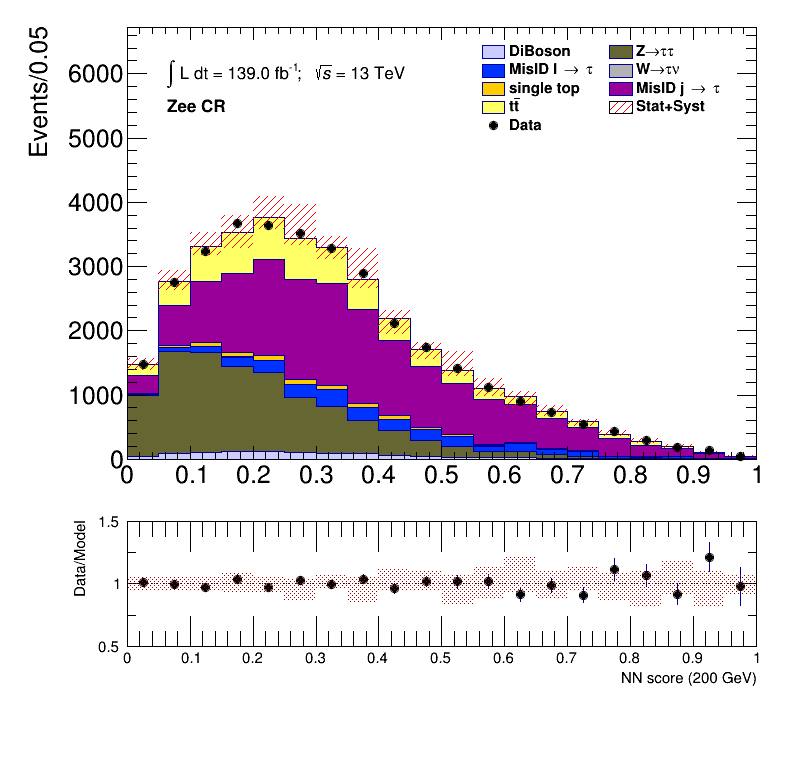 Events/0.05
6000
5000
4000
3000
2000
1000
0
∫ L dt = 139.0 fb⁻¹; √s = 13 TeV
Zee CR
DiBoson
MisID l → τ
single top
tt̄
Data
Z→ττ
W→τν
MisID j → τ
Stat+Syst
0 0.1 0.2 0.3 0.4 0.5 0.6 0.7 0.8 0.9 1
Data/Model
1.5
1
0.5
0 0.1 0.2 0.3 0.4 0.5 0.6 0.7 0.8 0.9 1
NN score (200 GeV)